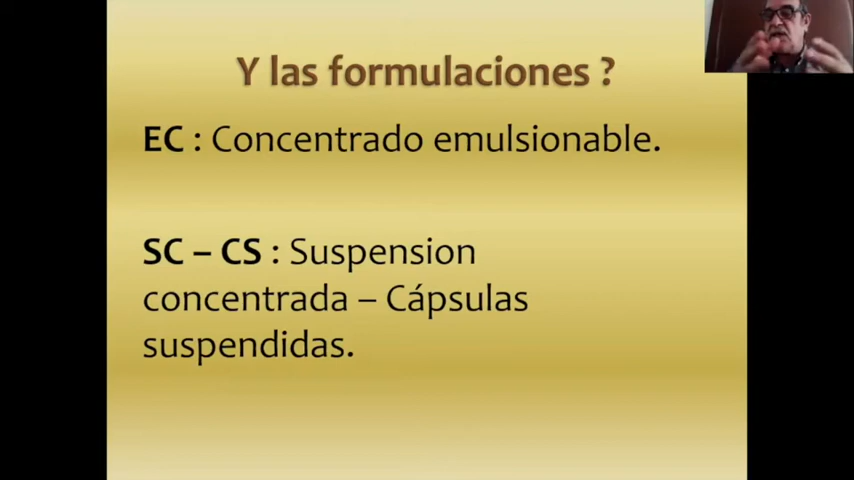 Y las formulaciones ?
EC : Concentrado emulsionable.
SC – CS : Suspension
concentrada – Cápsulas
suspendidas.